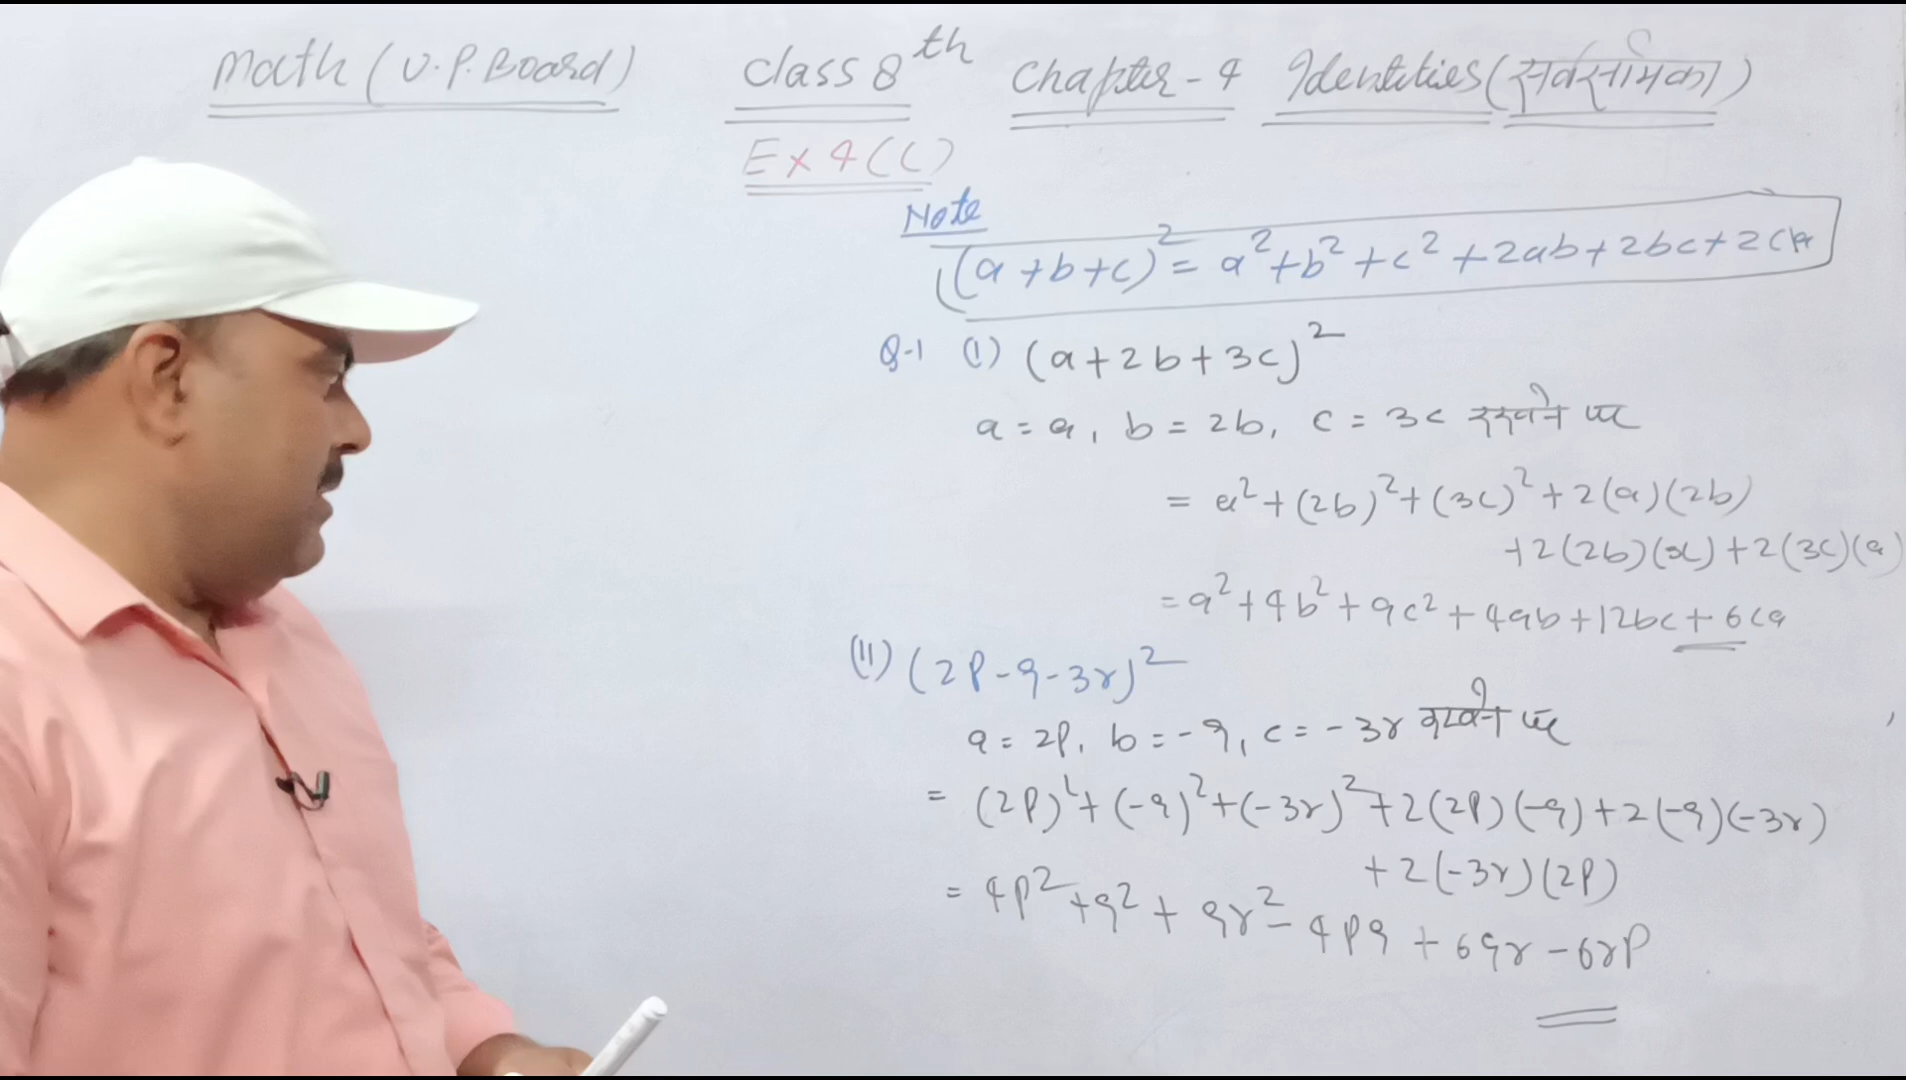 Math (U.P. Board) Class 8th Chapter-4 Identities (सर्वसमिका)
Ex 4(C)
Note
(a+b+c)² = a²+b²+c²+2ab+2bc+2ca
Q-1 (I) (a+2b+3c)²
a = a, b = 2b, c = 3c रखने पर
= a²+(2b)²+(3c)²+2(a)(2b)
+2(2b)(3c)+2(3c)(a)
= a²+4b²+9c²+4ab+12bc+6ca
(II) (2p-q-3r)²
a = 2p, b = -q, c = -3r रखने पर
= (2p)²+(-q)²+(-3r)²+2(2p)(-q)+2(-q)(-3r)
+2(-3r)(2p)
= 4p²+q²+9r²-4pq+6qr-6rp